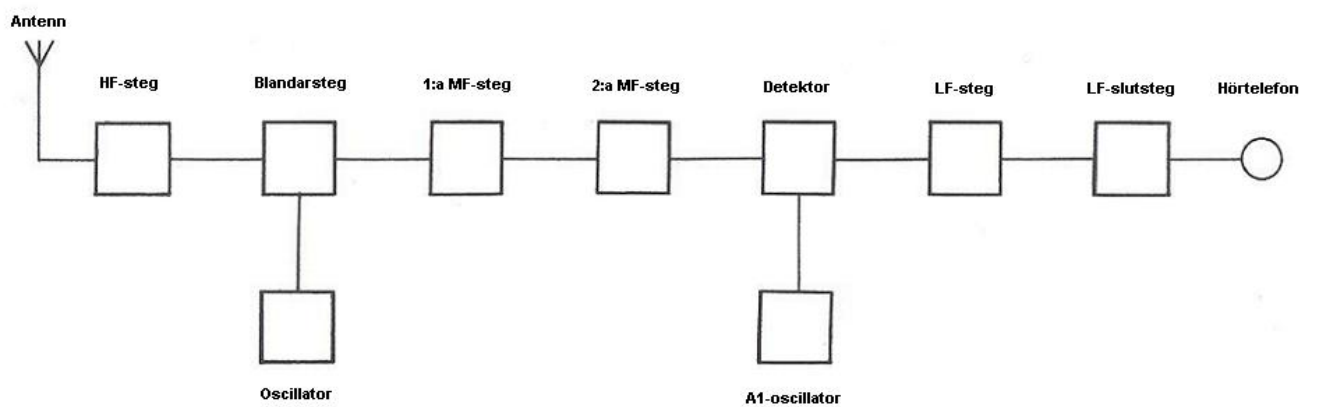 Antenn
HF-steg
Blandarsteg
1:a MF-steg
2:a MF-steg
Detektor
LF-steg
LF-slutsteg
Hörtelefon
Oscillator
A1-oscillator